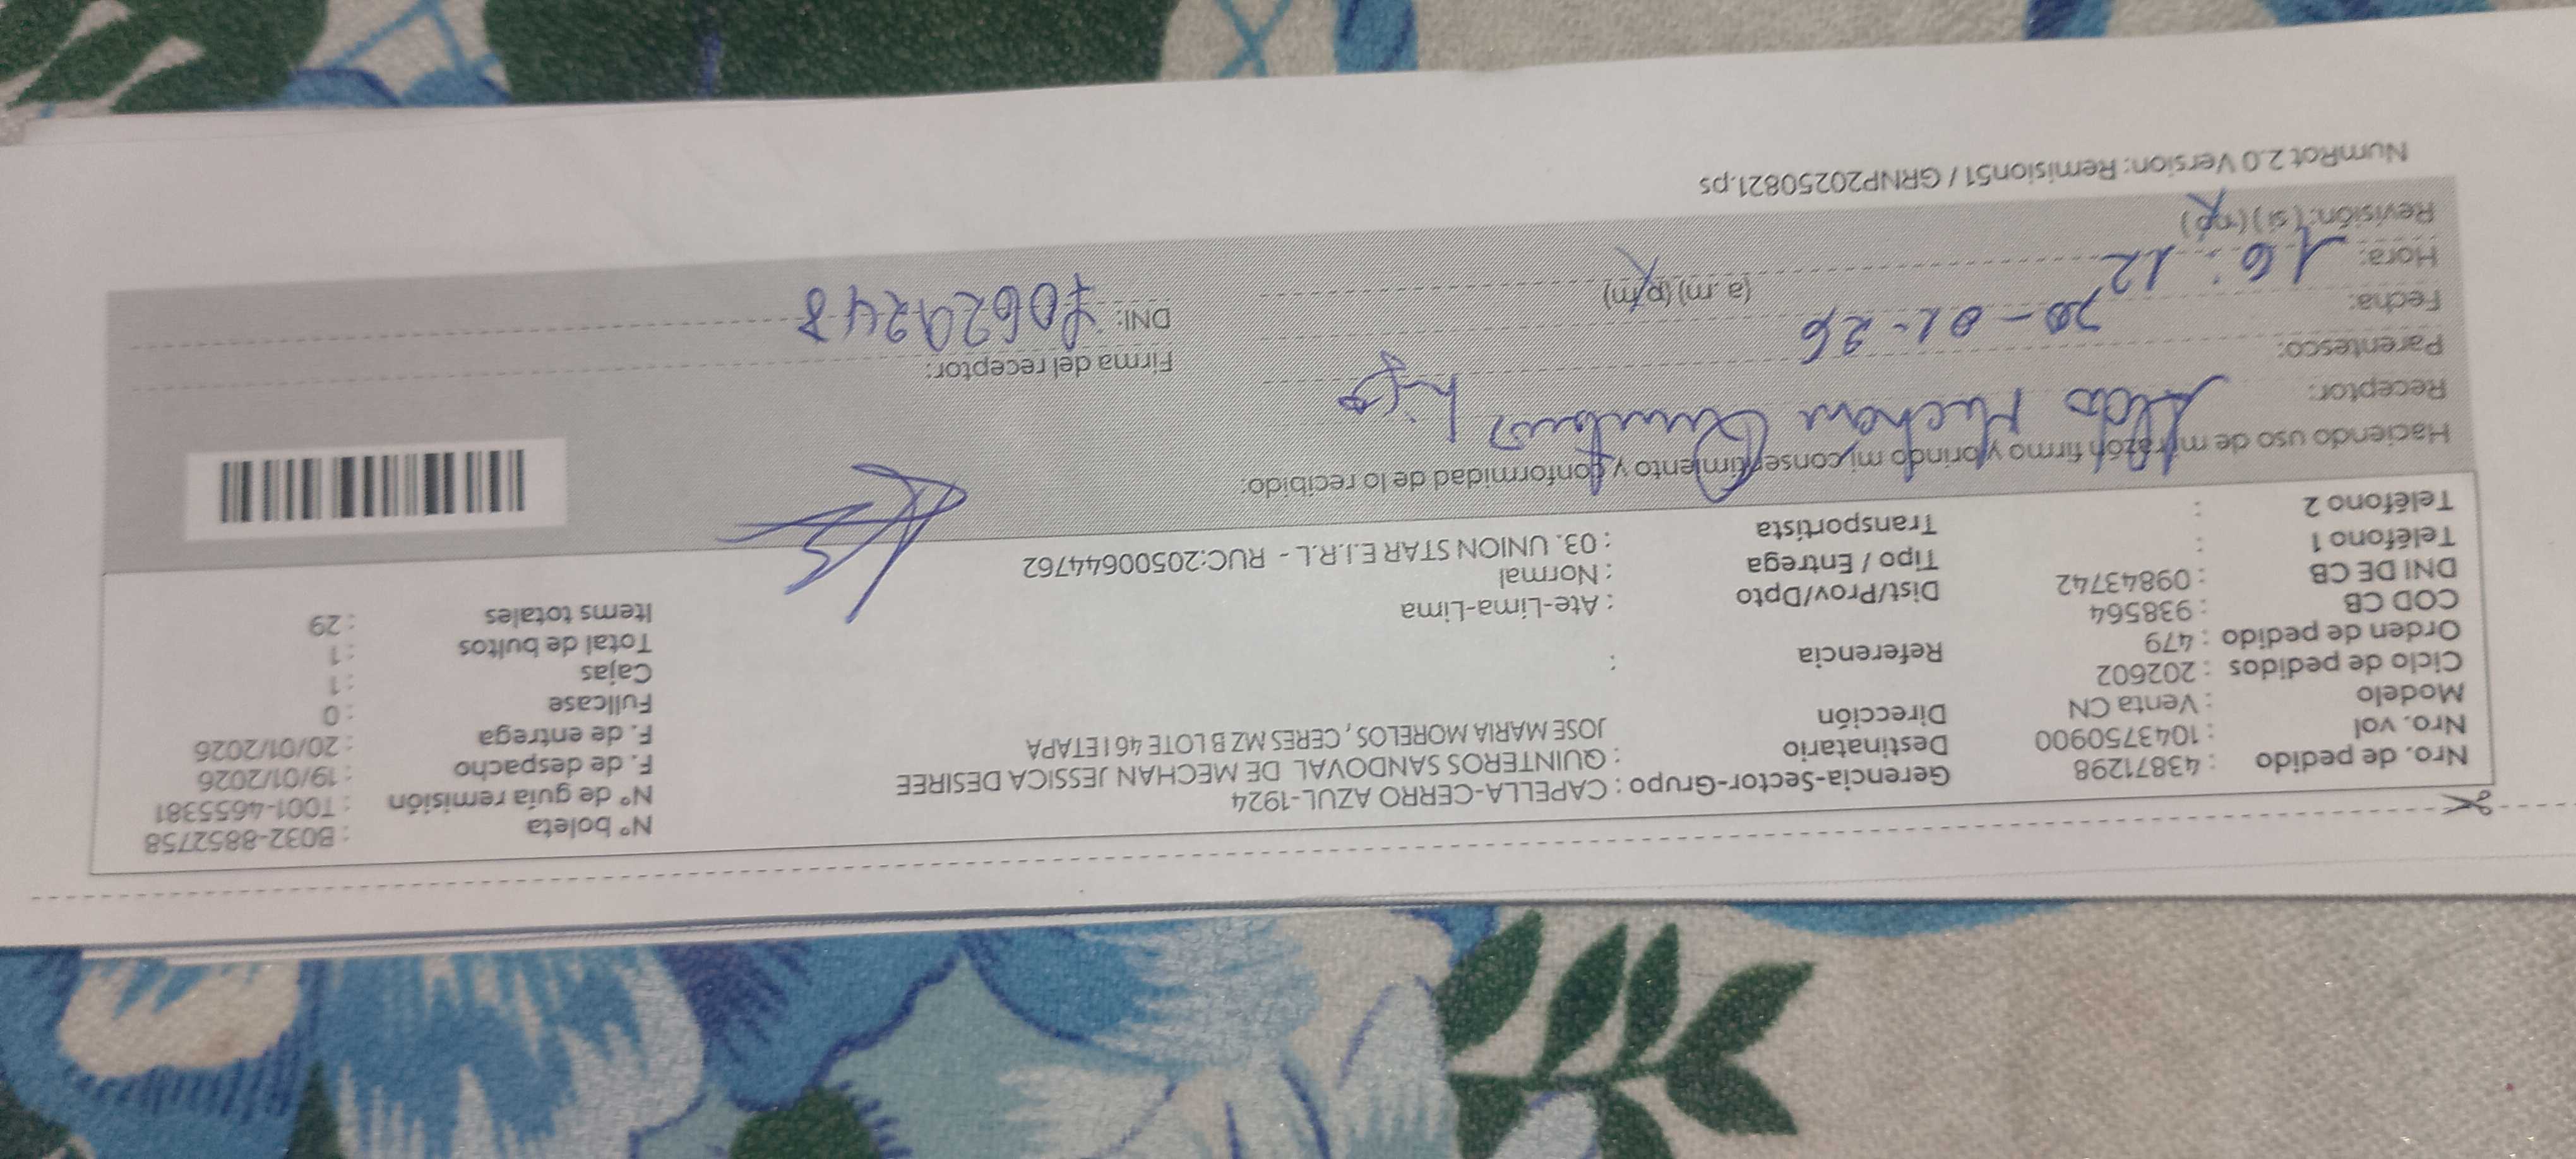 Nro. de pedido : 43871298 Gerencia-Sector-Grupo : CAPELLA-CERRO AZUL-1924 N° boleta : B032-8852758
Nro. vol : 1043750900 Destinatario : QUINTEROS SANDOVAL DE MECHAN JESSICA DESIREE N° de guía remisión : T001-4655381
Modelo : Venta CN Dirección JOSE MARIA MORELOS, CERES MZ B LOTE 46 I ETAPA F. de despacho : 19/01/2026
Ciclo de pedidos : 202602 F. de entrega : 20/01/2026
Orden de pedido : 479 Referencia : Fullcase : 0
COD CB : 938564 Cajas : 1
DNI DE CB : 09843742 Dist/Prov/Dpto : Ate-Lima-Lima Total de bultos : 1
Teléfono 1 : Tipo / Entrega : Normal Items totales : 29
Teléfono 2 : Transportista : 03. UNION STAR E.I.R.L - RUC:20500644762
Haciendo uso de mi razón firmo y brindo mi consentimiento y conformidad de lo recibido:
Receptor: Aldo Mechan hijo
Parentesco: Firma del receptor:
Fecha: 20-01-26 DNI: 70629248
Hora: 16:12 (a.m) (p.m)
Revisión: (si) (no)
NumRot 2.0 Version: Remision51 / GRNP20250821.ps